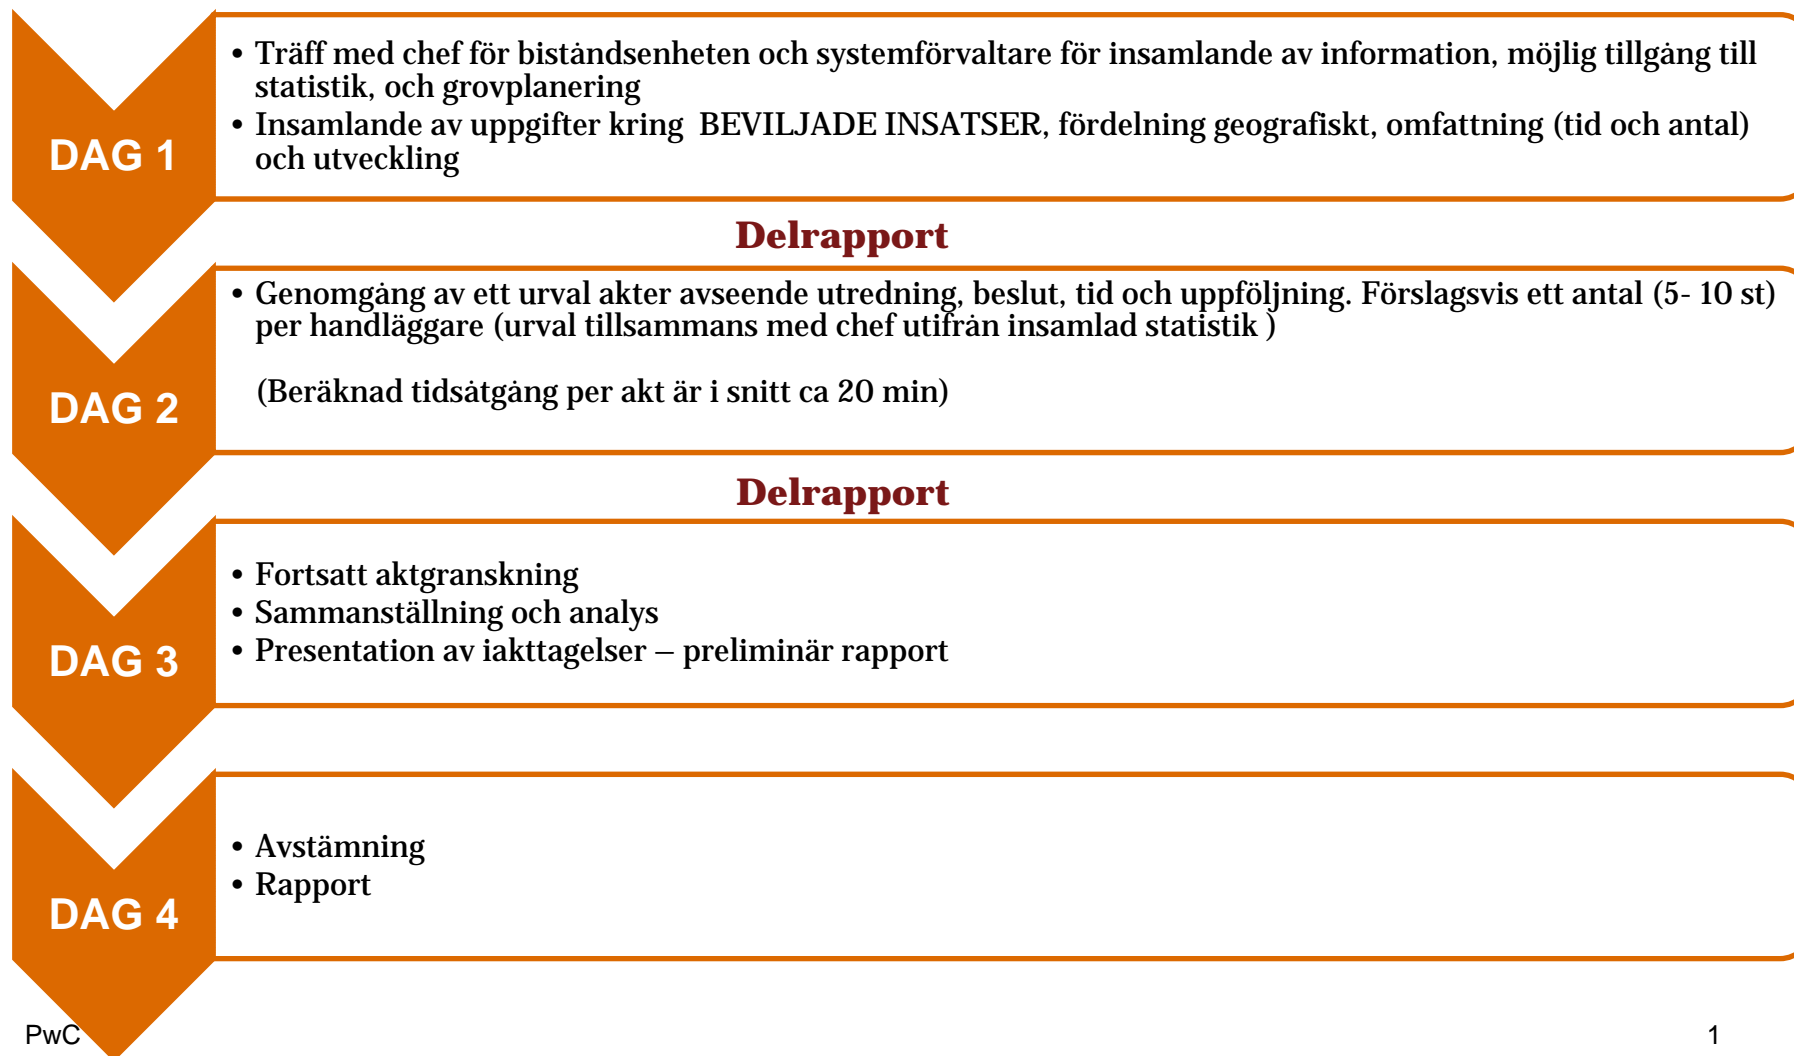 DAG 1
• Träff med chef för biståndsenheten och systemförvaltare för insamlande av information, möjlig tillgång till
statistik, och grovplanering
• Insamlande av uppgifter kring  BEVILJADE INSATSER, fördelning geografiskt, omfattning (tid och antal)
och utveckling
Delrapport
DAG 2
• Genomgång av ett urval akter avseende utredning, beslut, tid och uppföljning. Förslagsvis ett antal (5- 10 st)
per handläggare (urval tillsammans med chef utifrån insamlad statistik )
(Beräknad tidsåtgång per akt är i snitt ca 20 min)
Delrapport
DAG 3
• Fortsatt aktgranskning
• Sammanställning och analys
• Presentation av iakttagelser – preliminär rapport
DAG 4
• Avstämning
• Rapport
PwC
1